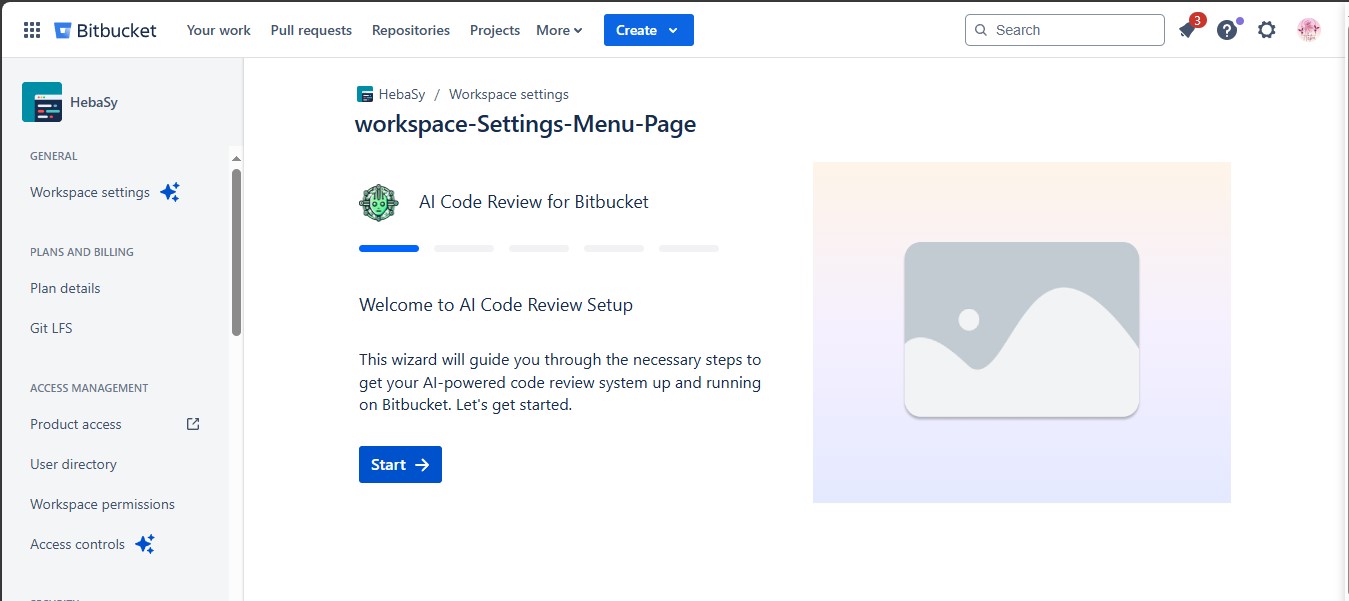 Bitbucket
Your work
Pull requests
Repositories
Projects
More
Create
Search
3
HebaSy
GENERAL
Workspace settings
PLANS AND BILLING
Plan details
Git LFS
ACCESS MANAGEMENT
Product access
User directory
Workspace permissions
Access controls
HebaSy / Workspace settings
workspace-Settings-Menu-Page
AI Code Review for Bitbucket
Welcome to AI Code Review Setup
This wizard will guide you through the necessary steps to
get your AI-powered code review system up and running
on Bitbucket. Let's get started.
Start